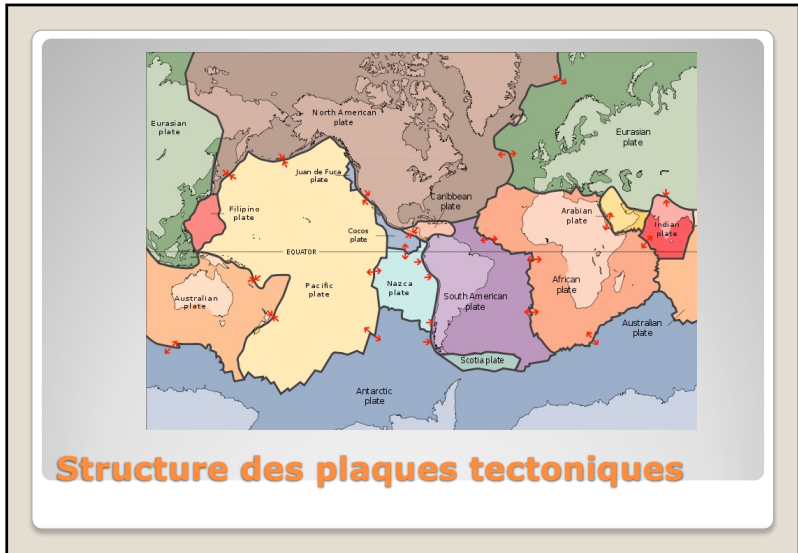 North American
plate
Eurasian
plate
Eurasian
plate
Juan de Fuca
plate
Caribbean
plate
Filipino
plate
Arabian
plate
Indian
plate
Cocos
plate
EQUATOR
Pacific
plate
Nazca
plate
South American
plate
African
plate
Australian
plate
Australian
plate
Scotia plate
Antarctic
plate
Structure des plaques tectoniques